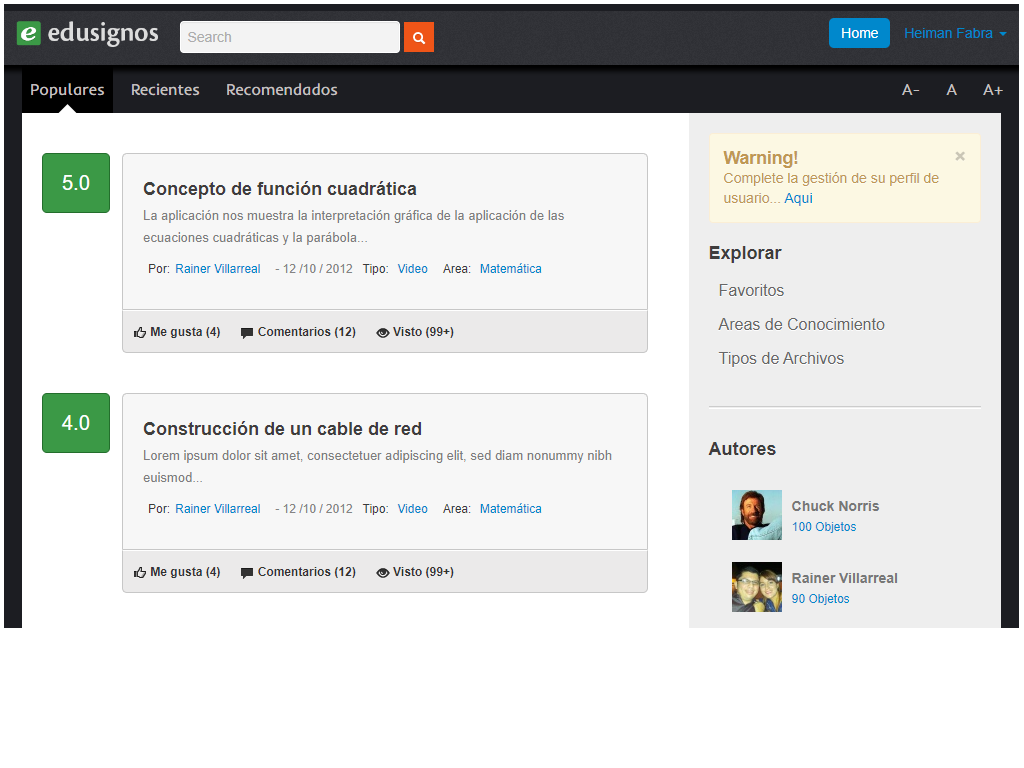 e edusignos
Search
Home
Heiman Fabra
Populares
Recientes
Recomendados
A-
A
A+
5.0
Concepto de función cuadrática
La aplicación nos muestra la interpretación gráfica de la aplicación de las
ecuaciones cuadráticas y la parábola...
Por: Rainer Villarreal - 12 /10 / 2012 Tipo: Video Area: Matemática
Me gusta (4) Comentarios (12) Visto (99+)
4.0
Construcción de un cable de red
Lorem ipsum dolor sit amet, consectetuer adipiscing elit, sed diam nonummy nibh
euismod...
Por: Rainer Villarreal - 12 /10 / 2012 Tipo: Video Area: Matemática
Me gusta (4) Comentarios (12) Visto (99+)
Warning! ×
Complete la gestión de su perfil de
usuario... Aqui
Explorar
Favoritos
Areas de Conocimiento
Tipos de Archivos
Autores
Chuck Norris
100 Objetos
Rainer Villarreal
90 Objetos